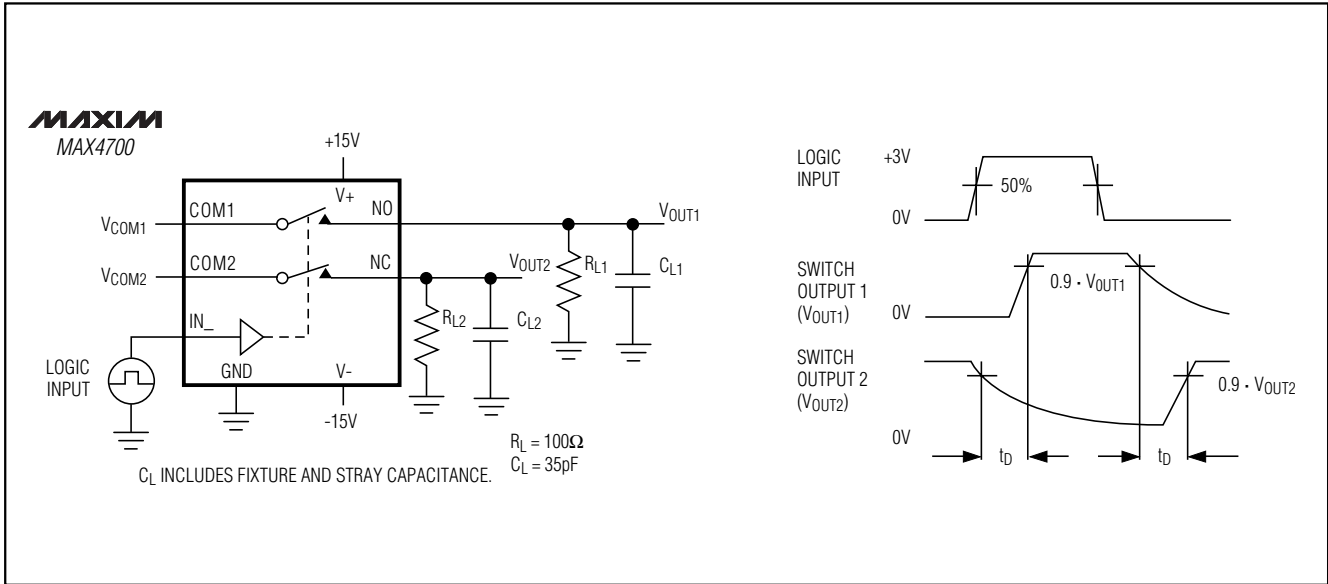 MAXIM
MAX4700
+15V
V+
COM1
NO
VCOM1
VOUT1
COM2
NC
VCOM2
VOUT2
RL1
CL1
RL2
CL2
IN_
LOGIC
INPUT
GND
V-
-15V
RL = 100Ω
CL = 35pF
CL INCLUDES FIXTURE AND STRAY CAPACITANCE.
LOGIC
INPUT
+3V
50%
0V
SWITCH
OUTPUT 1
(VOUT1)
0.9 · V0UT1
0V
SWITCH
OUTPUT 2
(VOUT2)
0.9 · VOUT2
0V
tD
tD